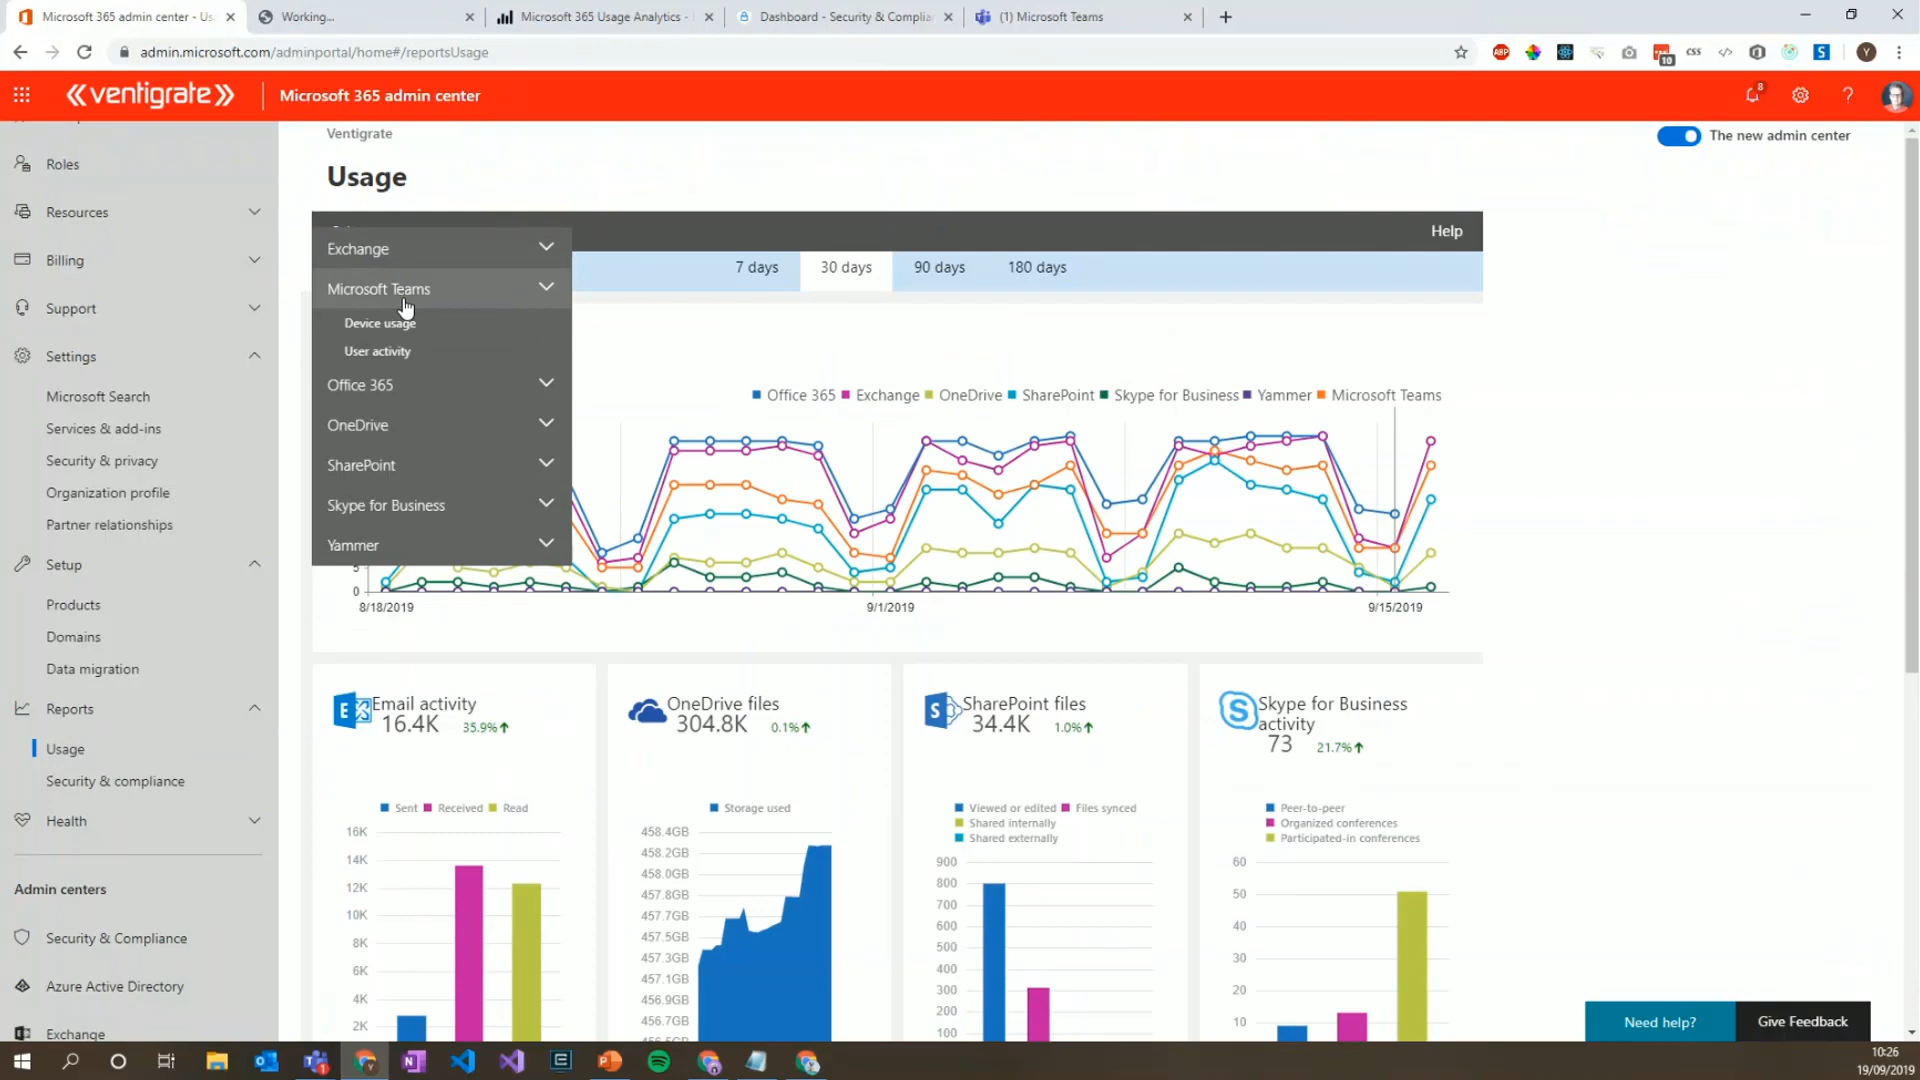 Microsoft 365 admin center - Us
Working...
Microsoft 365 Usage Analytics -
Dashboard - Security & Complia
(1) Microsoft Teams
admin.microsoft.com/adminportal/home#/reportsUsage
ABP
10
CSS
S
Y
ventigrate
Microsoft 365 admin center
8
?
Ventigrate
The new admin center
Usage
Roles
Resources
Billing
Support
Settings
Microsoft Search
Services & add-ins
Security & privacy
Organization profile
Partner relationships
Setup
Products
Domains
Data migration
Reports
Usage
Security & compliance
Health
Admin centers
Security & Compliance
Azure Active Directory
Exchange
Help
Exchange
Microsoft Teams
Device usage
User activity
Office 365
OneDrive
SharePoint
Skype for Business
Yammer
7 days
30 days
90 days
180 days
Office 365
Exchange
OneDrive
SharePoint
Skype for Business
Yammer
Microsoft Teams
5
0
8/18/2019
9/1/2019
9/15/2019
Email activity
16.4K
35.9%
Sent
Received
Read
16K
14K
12K
10K
8K
6K
4K
2K
OneDrive files
304.8K
0.1%
Storage used
458.4GB
458.2GB
458.0GB
457.8GB
457.7GB
457.5GB
457.3GB
457.1GB
456.9GB
456.7GB
SharePoint files
34.4K
1.0%
Viewed or edited
Files synced
Shared internally
Shared externally
900
800
700
600
500
400
300
200
100
Skype for Business
activity
73
21.7%
Peer-to-peer
Organized conferences
Participated-in conferences
60
50
40
30
20
10
Need help?
Give Feedback
10:26
19/09/2019